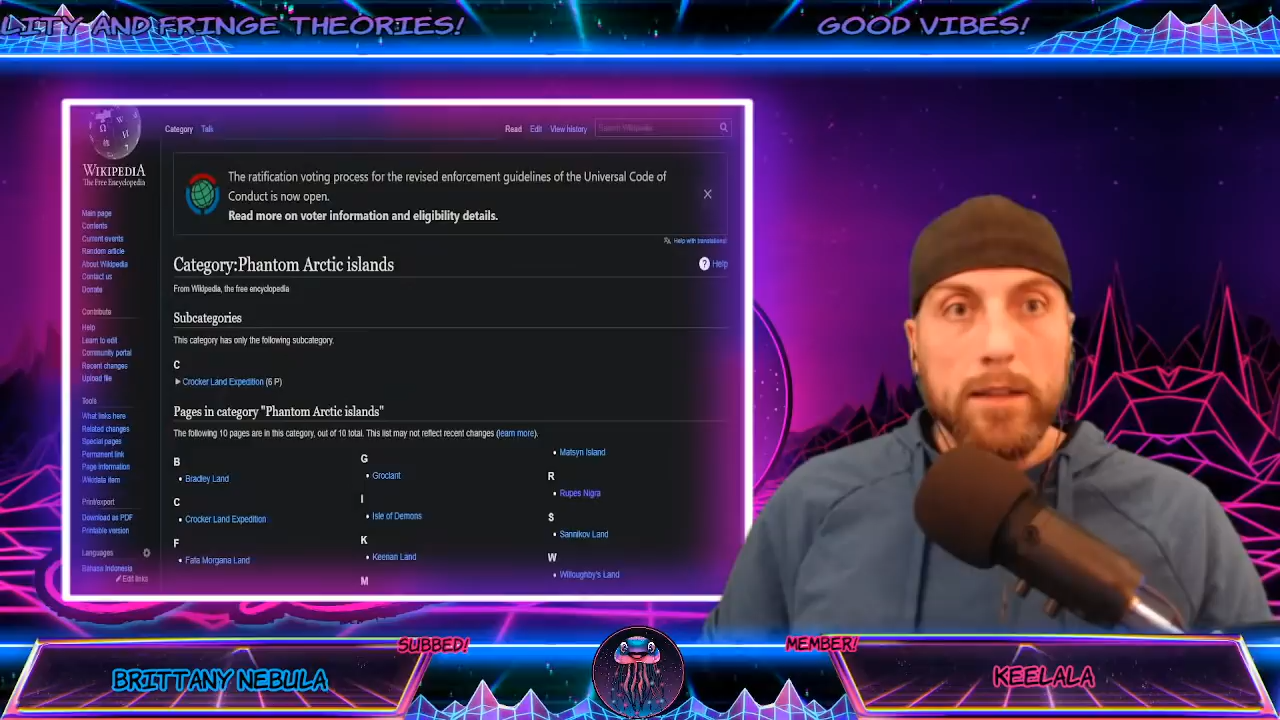 LITY AND FRINGE THEORIES!
GOOD VIBES!
Category
Talk
Read
Edit
View history
Search Wikipedia
WIKIPEDIA
The Free Encyclopedia
The ratification voting process for the revised enforcement guidelines of the Universal Code of
Conduct is now open.
Read more on voter information and eligibility details.
Help with translations!
Main page
Contents
Current events
Random article
About Wikipedia
Contact us
Donate
Contribute
Help
Learn to edit
Community portal
Recent changes
Upload file
Tools
What links here
Related changes
Special pages
Permanent link
Page information
Wikidata item
Print/export
Download as PDF
Printable version
Languages
Bahasa Indonesia
Edit links
Category:Phantom Arctic islands
Help
From Wikipedia, the free encyclopedia
Subcategories
This category has only the following subcategory.
C
Crocker Land Expedition (6 P)
Pages in category "Phantom Arctic islands"
The following 10 pages are in this category, out of 10 total. This list may not reflect recent changes (learn more).
B
Bradley Land
C
Crocker Land Expedition
F
Fata Morgana Land
G
Groclant
I
Isle of Demons
K
Keenan Land
M
Matsyn Island
R
Rupes Nigra
S
Sannikov Land
W
Willoughby's Land
SUBBED!
BRITTANY NEBULA
MEMBER!
KEELALA